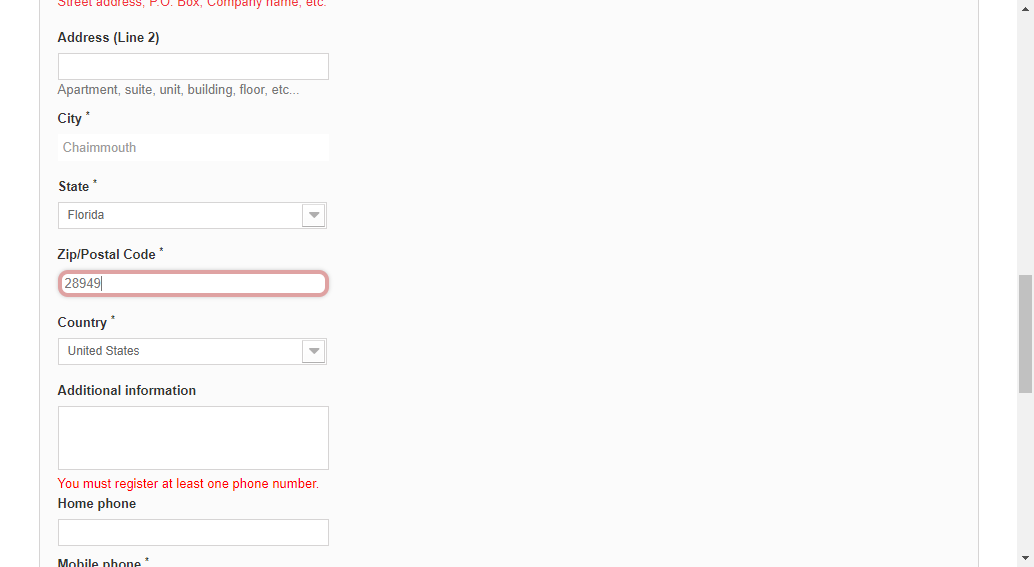 Street address, P.O. Box, Company name, etc.
Address (Line 2)
Apartment, suite, unit, building, floor, etc...
City *
Chaimmouth
State *
Florida
Zip/Postal Code *
28949
Country *
United States
Additional information
You must register at least one phone number.
Home phone
Mobile phone *